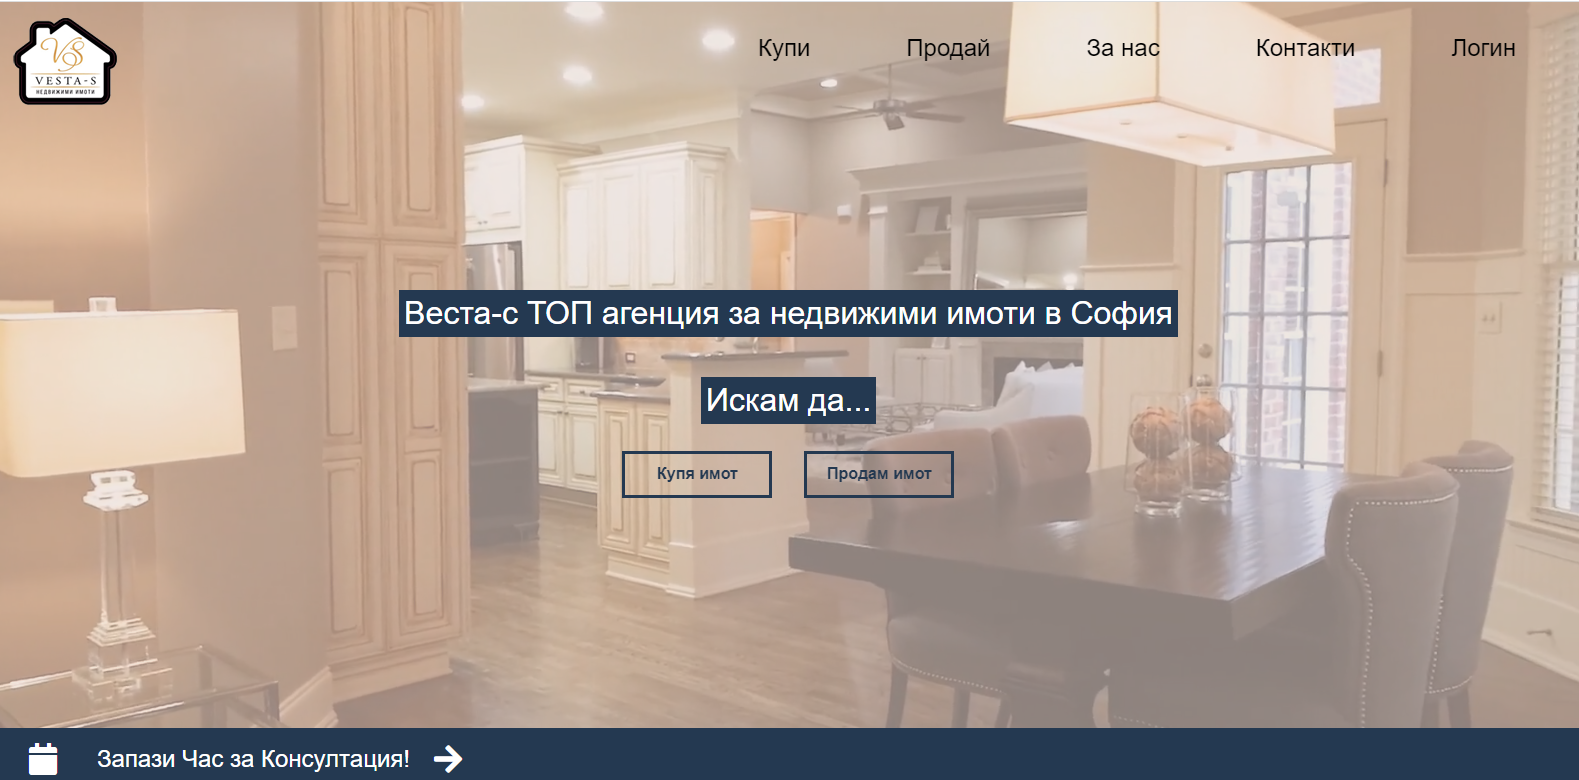 VS
VESTA-S
НЕДВИЖИМИ ИМОТИ
Купи
Продай
За нас
Контакти
Логин
Веста-с ТОП агенция за недвижими имоти в София
Искам да...
Купя имот
Продам имот
Запази Час за Консултация!